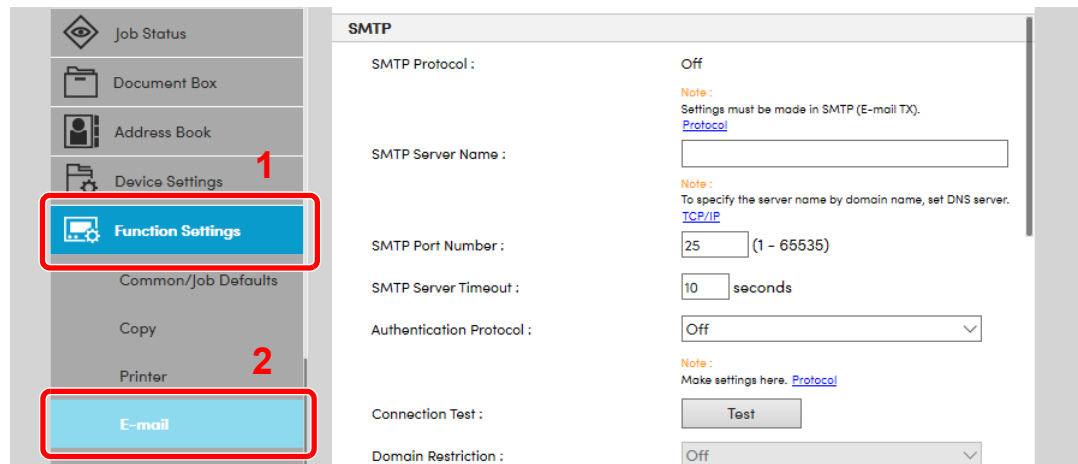 Job Status
Document Box
Address Book
Device Settings
1
Function Settings
Common/Job Defaults
Copy
Printer
2
E-mail
SMTP
SMTP Protocol :
Off
Note :
Settings must be made in SMTP (E-mail TX).
Protocol
SMTP Server Name :
Note :
To specify the server name by domain name, set DNS server.
TCP/IP
SMTP Port Number :
25 (1 - 65535)
SMTP Server Timeout :
10 seconds
Authentication Protocol :
Off
Note :
Make settings here. Protocol
Connection Test :
Test
Domain Restriction :
Off